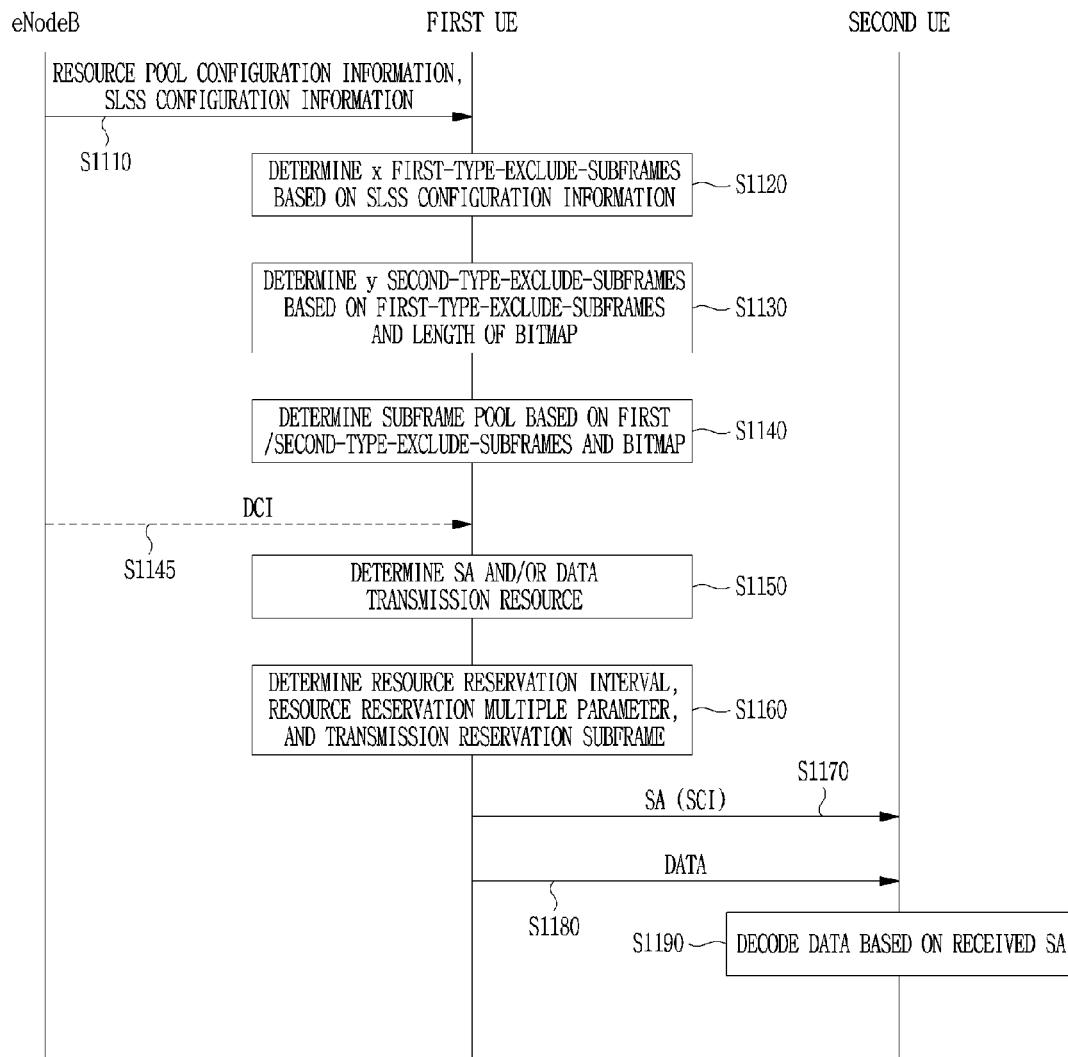 eNodeB
FIRST UE
SECOND UE
RESOURCE POOL CONFIGURATION INFORMATION,
SLSS CONFIGURATION INFORMATION
S1110
DETERMINE x FIRST-TYPE-EXCLUDE-SUBFRAMES
BASED ON SLSS CONFIGURATION INFORMATION
S1120
DETERMINE y SECOND-TYPE-EXCLUDE-SUBFRAMES
BASED ON FIRST-TYPE-EXCLUDE-SUBFRAMES
AND LENGTH OF BITMAP
S1130
DETERMINE SUBFRAME POOL BASED ON FIRST
/SECOND-TYPE-EXCLUDE-SUBFRAMES AND BITMAP
S1140
DCI
S1145
DETERMINE SA AND/OR DATA
TRANSMISSION RESOURCE
S1150
DETERMINE RESOURCE RESERVATION INTERVAL,
RESOURCE RESERVATION MULTIPLE PARAMETER,
AND TRANSMISSION RESERVATION SUBFRAME
S1160
S1170
SA (SCI)
DATA
S1180
S1190
DECODE DATA BASED ON RECEIVED SA